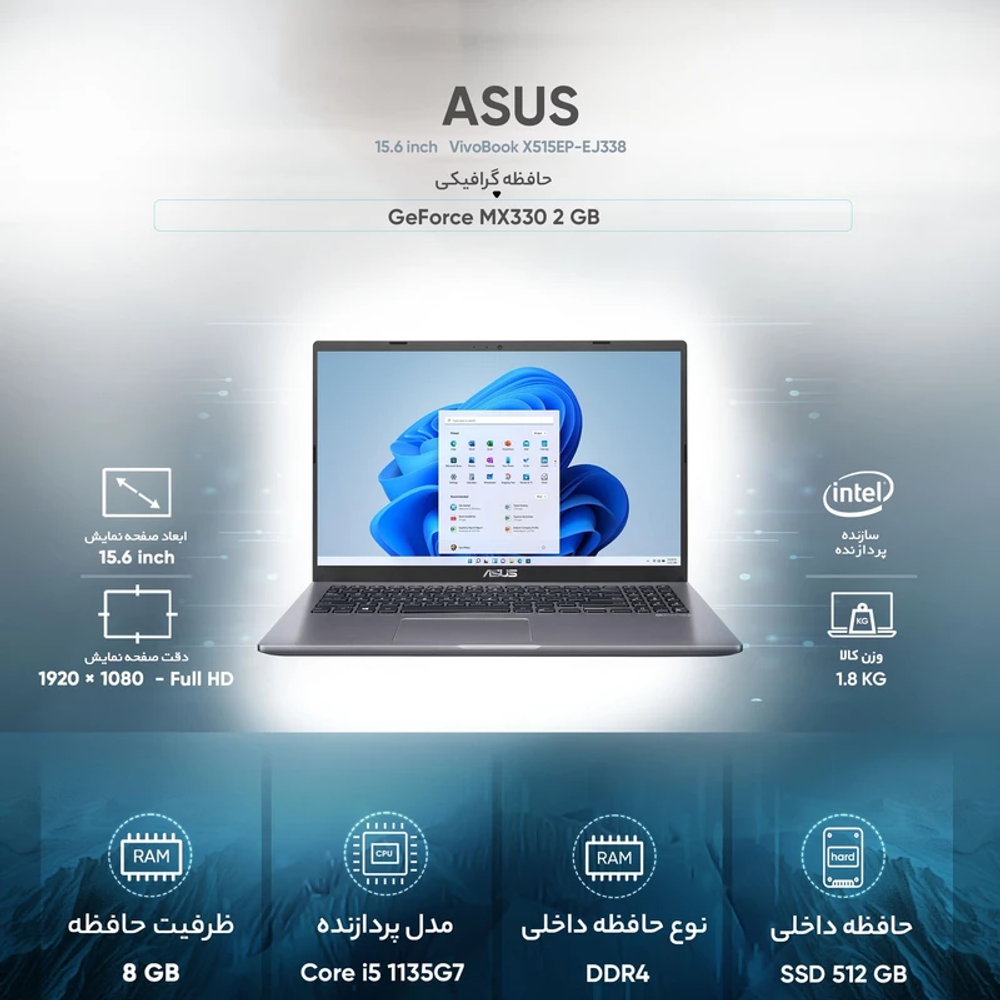 ASUS
15.6 inch VivoBook X515EP-EJ338
حافظه گرافیکی
GeForce MX330 2 GB
ابعاد صفحه نمایش
15.6 inch
دقت صفحه نمایش
1920 × 1080 - Full HD
intel
سازنده
پردازنده
KG
وزن کالا
1.8 KG
ASUS
RAM
ظرفیت حافظه
8 GB
CPU
مدل پردازنده
Core i5 1135G7
RAM
نوع حافظه داخلی
DDR4
hard
حافظه داخلی
SSD 512 GB